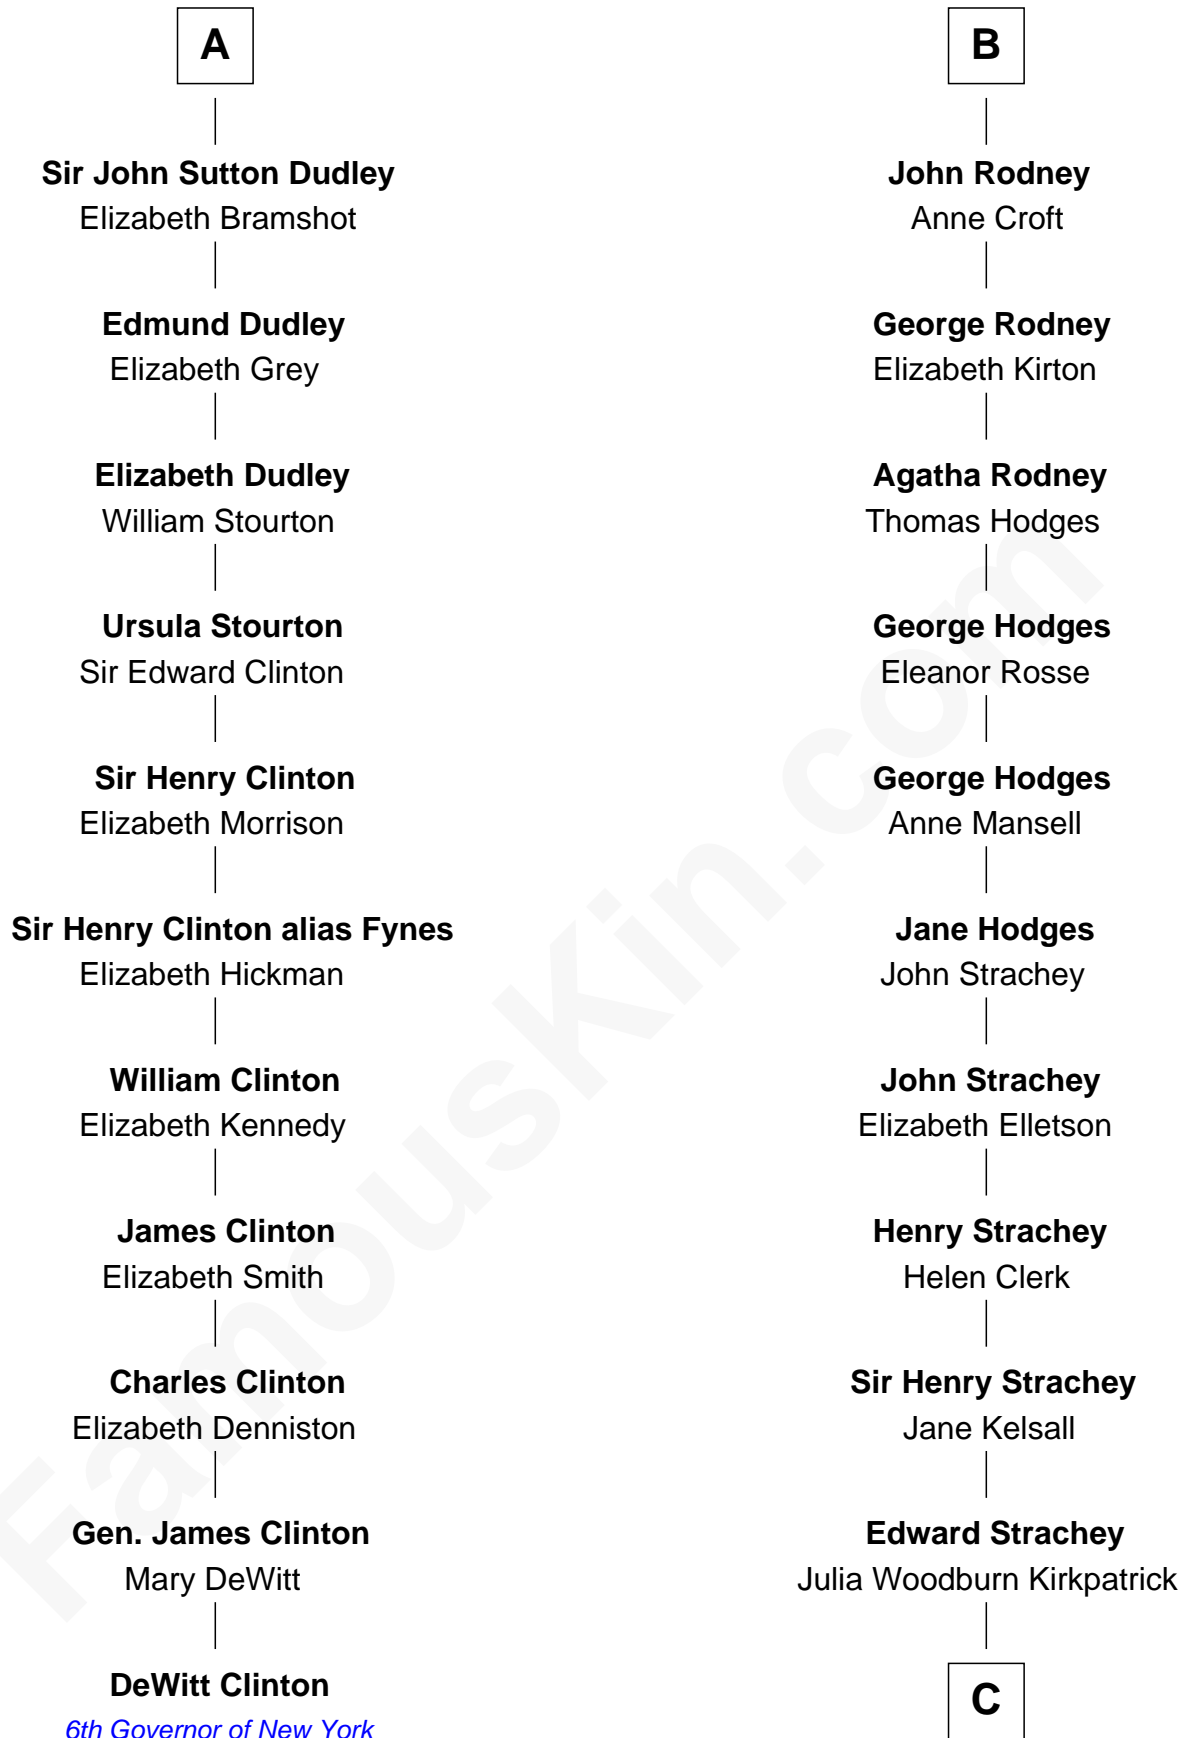 A
Sir John Sutton Dudley
Elizabeth Bramshot
Edmund Dudley
Elizabeth Grey
Elizabeth Dudley
William Stourton
Ursula Stourton
Sir Edward Clinton
Sir Henry Clinton
Elizabeth Morrison
Sir Henry Clinton alias Fynes
Elizabeth Hickman
William Clinton
Elizabeth Kennedy
James Clinton
Elizabeth Smith
Charles Clinton
Elizabeth Denniston
Gen. James Clinton
Mary DeWitt
DeWitt Clinton
6th Governor of New York
B
John Rodney
Anne Croft
George Rodney
Elizabeth Kirton
Agatha Rodney
Thomas Hodges
George Hodges
Eleanor Rosse
George Hodges
Anne Mansell
Jane Hodges
John Strachey
John Strachey
Elizabeth Elletson
Henry Strachey
Helen Clerk
Sir Henry Strachey
Jane Kelsall
Edward Strachey
Julia Woodburn Kirkpatrick
C
FamousKin.com